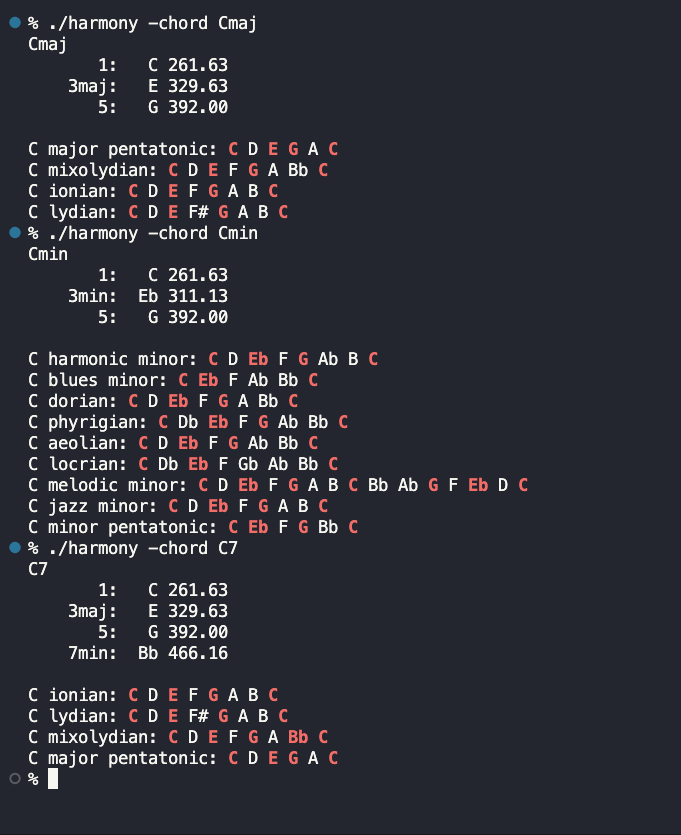 % ./harmony -chord Cmaj
Cmaj
1: C 261.63
3maj: E 329.63
5: G 392.00
C major pentatonic: C D E G A C
C mixolydian: C D E F G A Bb C
C ionian: C D E F G A B C
C lydian: C D E F# G A B C
% ./harmony -chord Cmin
Cmin
1: C 261.63
3min: Eb 311.13
5: G 392.00
C harmonic minor: C D Eb F G Ab B C
C blues minor: C Eb F Ab Bb C
C dorian: C D Eb F G A Bb C
C phyrigian: C Db Eb F G Ab Bb C
C aeolian: C D Eb F G Ab Bb C
C locrian: C Db Eb F Gb Ab Bb C
C melodic minor: C D Eb F G A B C Bb Ab G F Eb D C
C jazz minor: C D Eb F G A B C
C minor pentatonic: C Eb F G Bb C
% ./harmony -chord C7
C7
1: C 261.63
3maj: E 329.63
5: G 392.00
7min: Bb 466.16
C ionian: C D E F G A B C
C lydian: C D E F# G A B C
C mixolydian: C D E F G A Bb C
C major pentatonic: C D E G A C
%